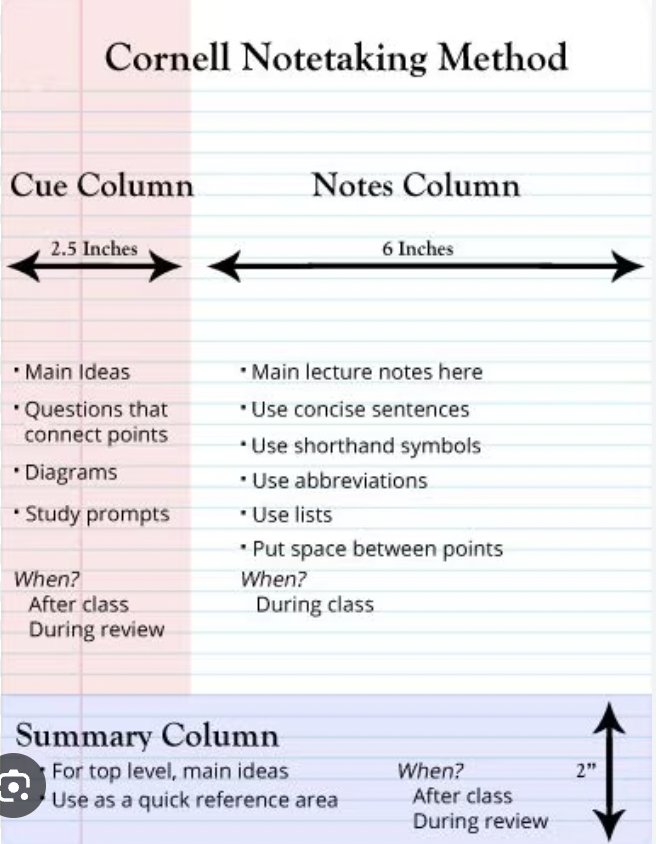 Cornell Notetaking Method
Cue Column
Notes Column
2.5 Inches
6 Inches
• Main Ideas
• Questions that
connect points
• Diagrams
• Study prompts
When?
After class
During review
• Main lecture notes here
• Use concise sentences
• Use shorthand symbols
• Use abbreviations
• Use lists
• Put space between points
When?
During class
Summary Column
• For top level, main ideas
• Use as a quick reference area
When?
After class
During review
2”